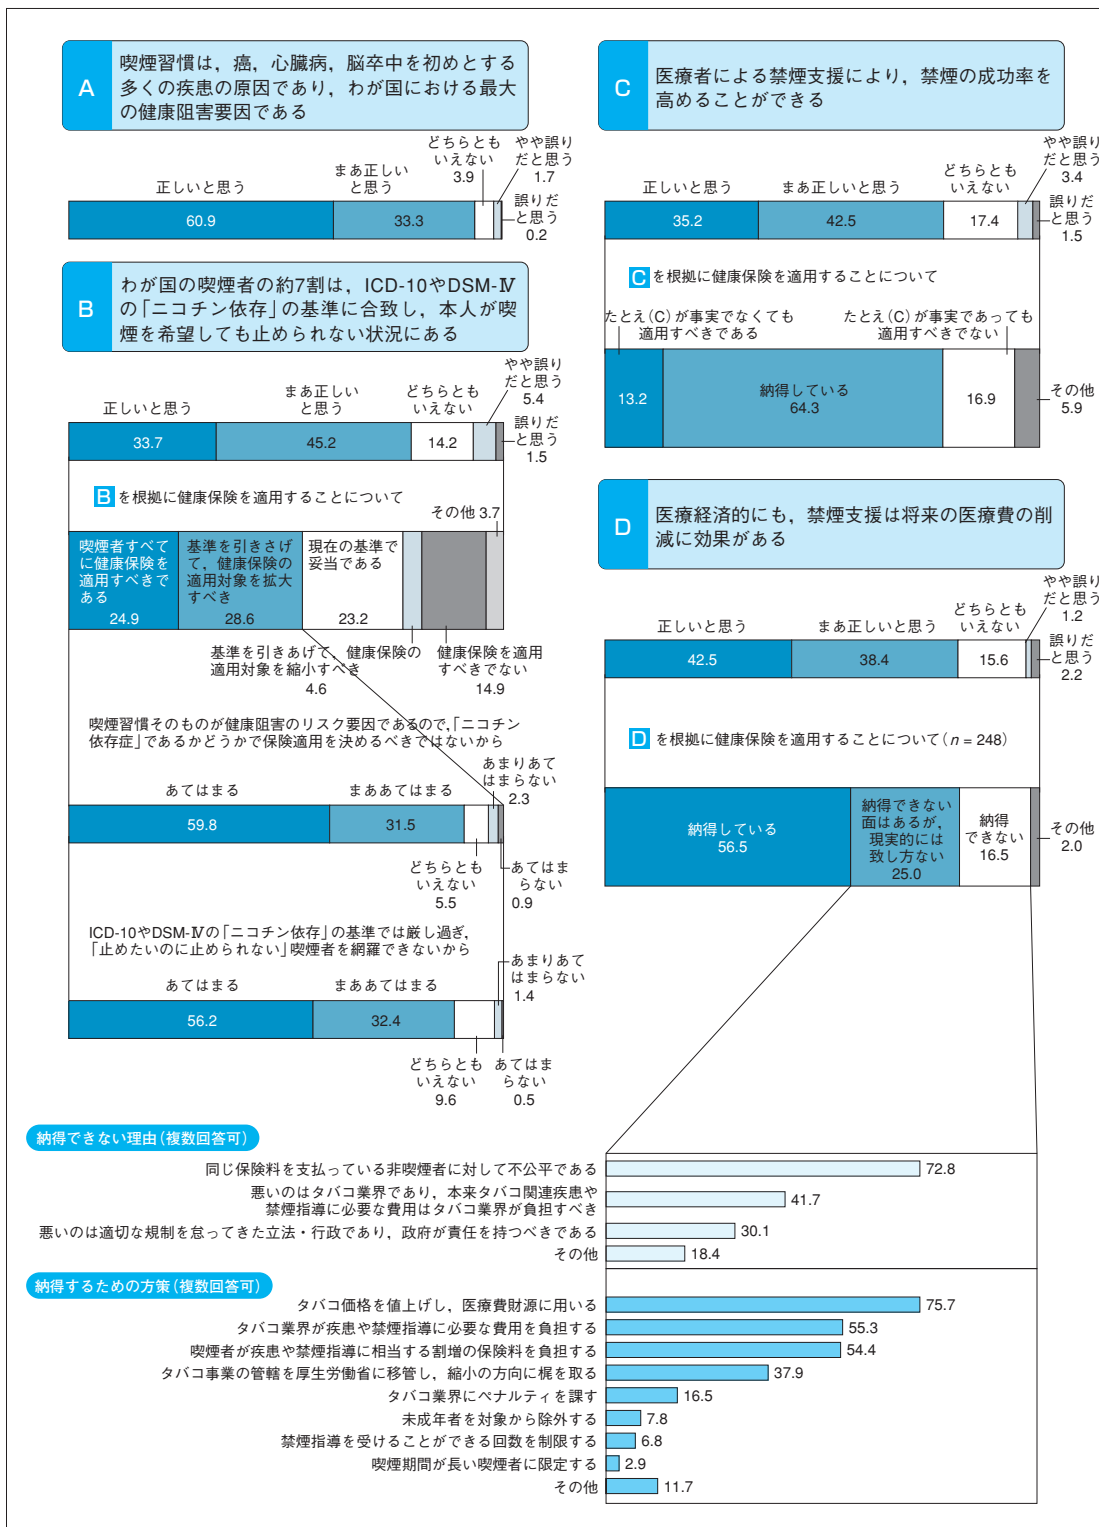 A
喫煙習慣は，癌，心臓病，脳卒中を初めとする
多くの疾患の原因であり，わが国における最大
の健康阻害要因である
正しいと思う
まあ正しい
と思う
どちらとも
いえない
3.9
やや誤り
だと思う
1.7
60.9
33.3
誤りだ
と思う
0.2
B
わが国の喫煙者の約7割は，ICD-10やDSM-Ⅳ
の「ニコチン依存」の基準に合致し，本人が喫
煙を希望しても止められない状況にある
正しいと思う
まあ正しい
と思う
どちらとも
いえない
やや誤り
だと思う
5.4
33.7
45.2
14.2
誤りだ
と思う
1.5
Bを根拠に健康保険を適用することについて
その他 3.7
喫煙者すべて
に健康保険を
適用すべきで
ある
24.9
基準を引きさげ
て，健康保険の
適用対象を拡大
すべき
28.6
現在の基準で
妥当である
23.2
基準を引きあげて，健康保険の
適用対象を縮小すべき
4.6
健康保険を適用
すべきでない
14.9
喫煙習慣そのものが健康阻害のリスク要因であるので，「ニコチン
依存症」であるかどうかで保険適用を決めるべきではないから
あてはまる
まああてはまる
あまりあて
はまらない
2.3
59.8
31.5
どちらとも
いえない
5.5
あてはま
らない
0.9
ICD-10やDSM-Ⅳの「ニコチン依存」の基準では厳し過ぎ，
「止めたいのに止められない」喫煙者を網羅できないから
あてはまる
まああてはまる
あまりあて
はまらない
1.4
56.2
32.4
どちらとも
いえない
9.6
あてはま
らない
0.5
C
医療者による禁煙支援により，禁煙の成功率を
高めることができる
正しいと思う
まあ正しいと思う
どちらとも
いえない
やや誤り
だと思う
3.4
35.2
42.5
17.4
誤りだ
と思う
1.5
Cを根拠に健康保険を適用することについて
たとえ(C)が事実でなくても
適用すべきである
たとえ(C)が事実であっても
適用すべきでない
13.2
納得している
64.3
16.9
その他
5.9
D
医療経済的にも，禁煙支援は将来の医療費の削
減に効果がある
正しいと思う
まあ正しいと思う
どちらとも
いえない
やや誤り
だと思う
1.2
42.5
38.4
15.6
誤りだ
と思う
2.2
Dを根拠に健康保険を適用することについて(n = 248)
納得している
56.5
納得できない
面はあるが，
現実的には
致し方ない
25.0
納得
できない
16.5
その他
2.0
納得できない理由(複数回答可)
同じ保険料を支払っている非喫煙者に対して不公平である 72.8
悪いのはタバコ業界であり，本来タバコ関連疾患や
禁煙指導に必要な費用はタバコ業界が負担すべき 41.7
悪いのは適切な規制を怠ってきた立法・行政であり，政府が責任を持つべきである 30.1
その他 18.4
納得するための方策(複数回答可)
タバコ価格を値上げし，医療費財源に用いる 75.7
タバコ業界が疾患や禁煙指導に必要な費用を負担する 55.3
喫煙者が疾患や禁煙指導に相当する割増の保険料を負担する 54.4
タバコ事業の管轄を厚生労働省に移管し，縮小の方向に梶を取る 37.9
タバコ業界にペナルティを課す 16.5
未成年者を対象から除外する 7.8
禁煙指導を受けることができる回数を制限する 6.8
喫煙期間が長い喫煙者に限定する 2.9
その他 11.7